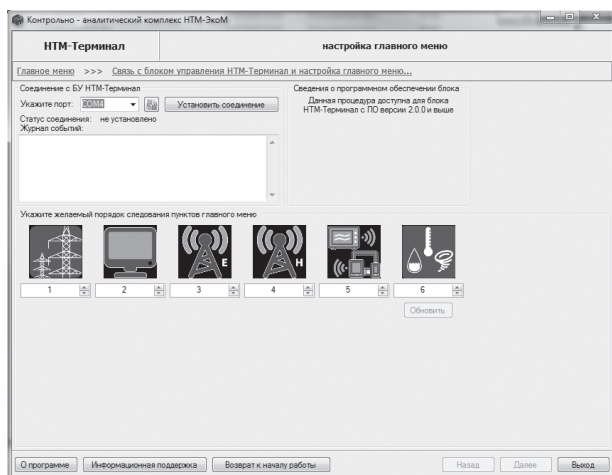 Контрольно - аналитический комплекс НТМ-ЭкоМ
НТМ-Терминал
настройка главного меню
Главное меню >>> Связь с блоком управления НТМ-Терминал и настройка главного меню...
Соединение с БУ НТМ-Терминал
Сведения о программном обеспечении блока
Укажите порт: COM4 Установить соединение
Данная процедура доступна для блока
НТМ-Терминал с ПО версии 2.0.0 и выше
Статус соединения: не установлено
Журнал событий:
Укажите желаемый порядок следования пунктов главного меню
E H
1 2 3 4 5 6
Обновить
О программе Информационная поддержка Возврат к началу работы Назад Далее Выход